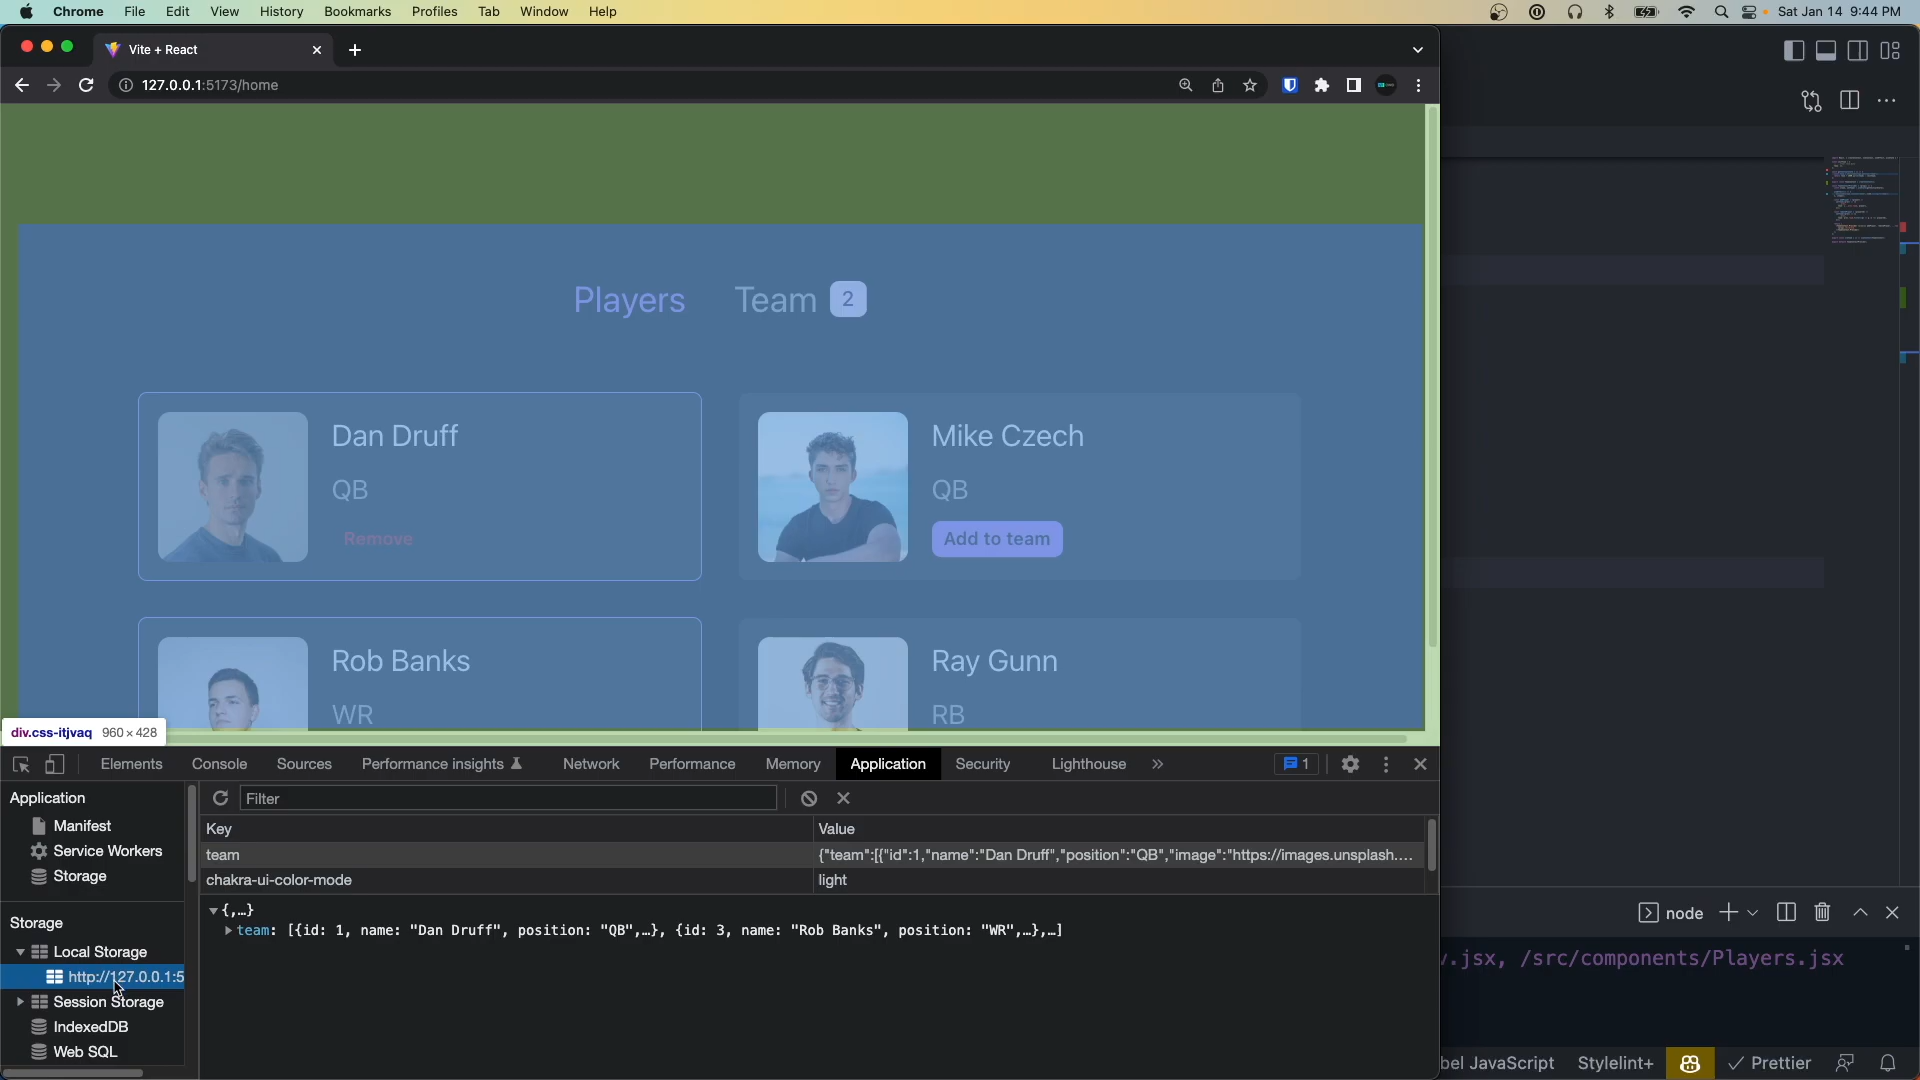 Chrome File Edit View History Bookmarks Profiles Tab Window Help
Sat Jan 14 9:44 PM
Vite + React
127.0.0.1:5173/home
Players
Team 2
Dan Druff
QB
Remove
Mike Czech
QB
Add to team
Rob Banks
WR
Ray Gunn
RB
div.css-itjvaq 960 × 428
Elements Console Sources Performance insights Network Performance Memory Application Security Lighthouse » 1
Application
Manifest
Service Workers
Storage
Storage
Local Storage
http://127.0.0.1:5
Session Storage
IndexedDB
Web SQL
Filter
Key Value
team {"team":[{"id":1,"name":"Dan Druff","position":"QB","image":"https://images.unsplash....
chakra-ui-color-mode light
{,…}
team: [{id: 1, name: "Dan Druff", position: "QB",…}, {id: 3, name: "Rob Banks", position: "WR",…},…]
node
.jsx, /src/components/Players.jsx
bel JavaScript Stylelint+ Prettier